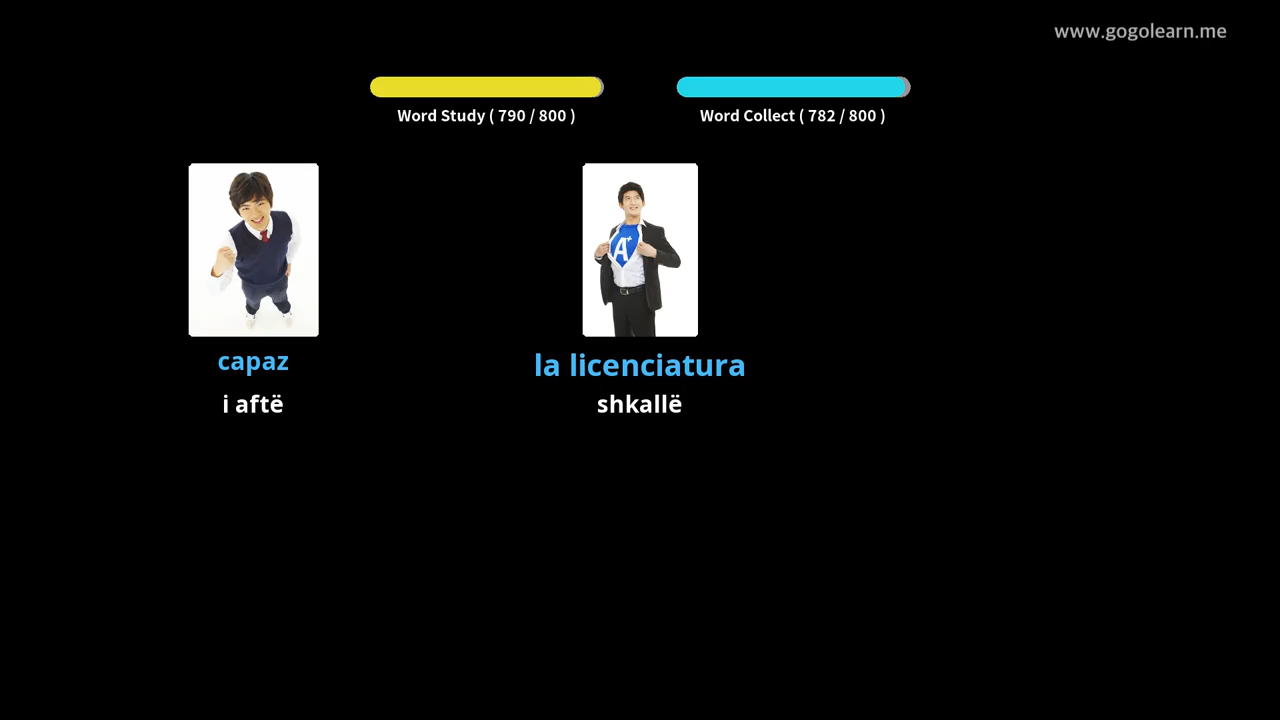 www.gogolearn.me
Word Study ( 790 / 800 )
Word Collect ( 782 / 800 )
A+
capaz
i aftë
la licenciatura
shkallë